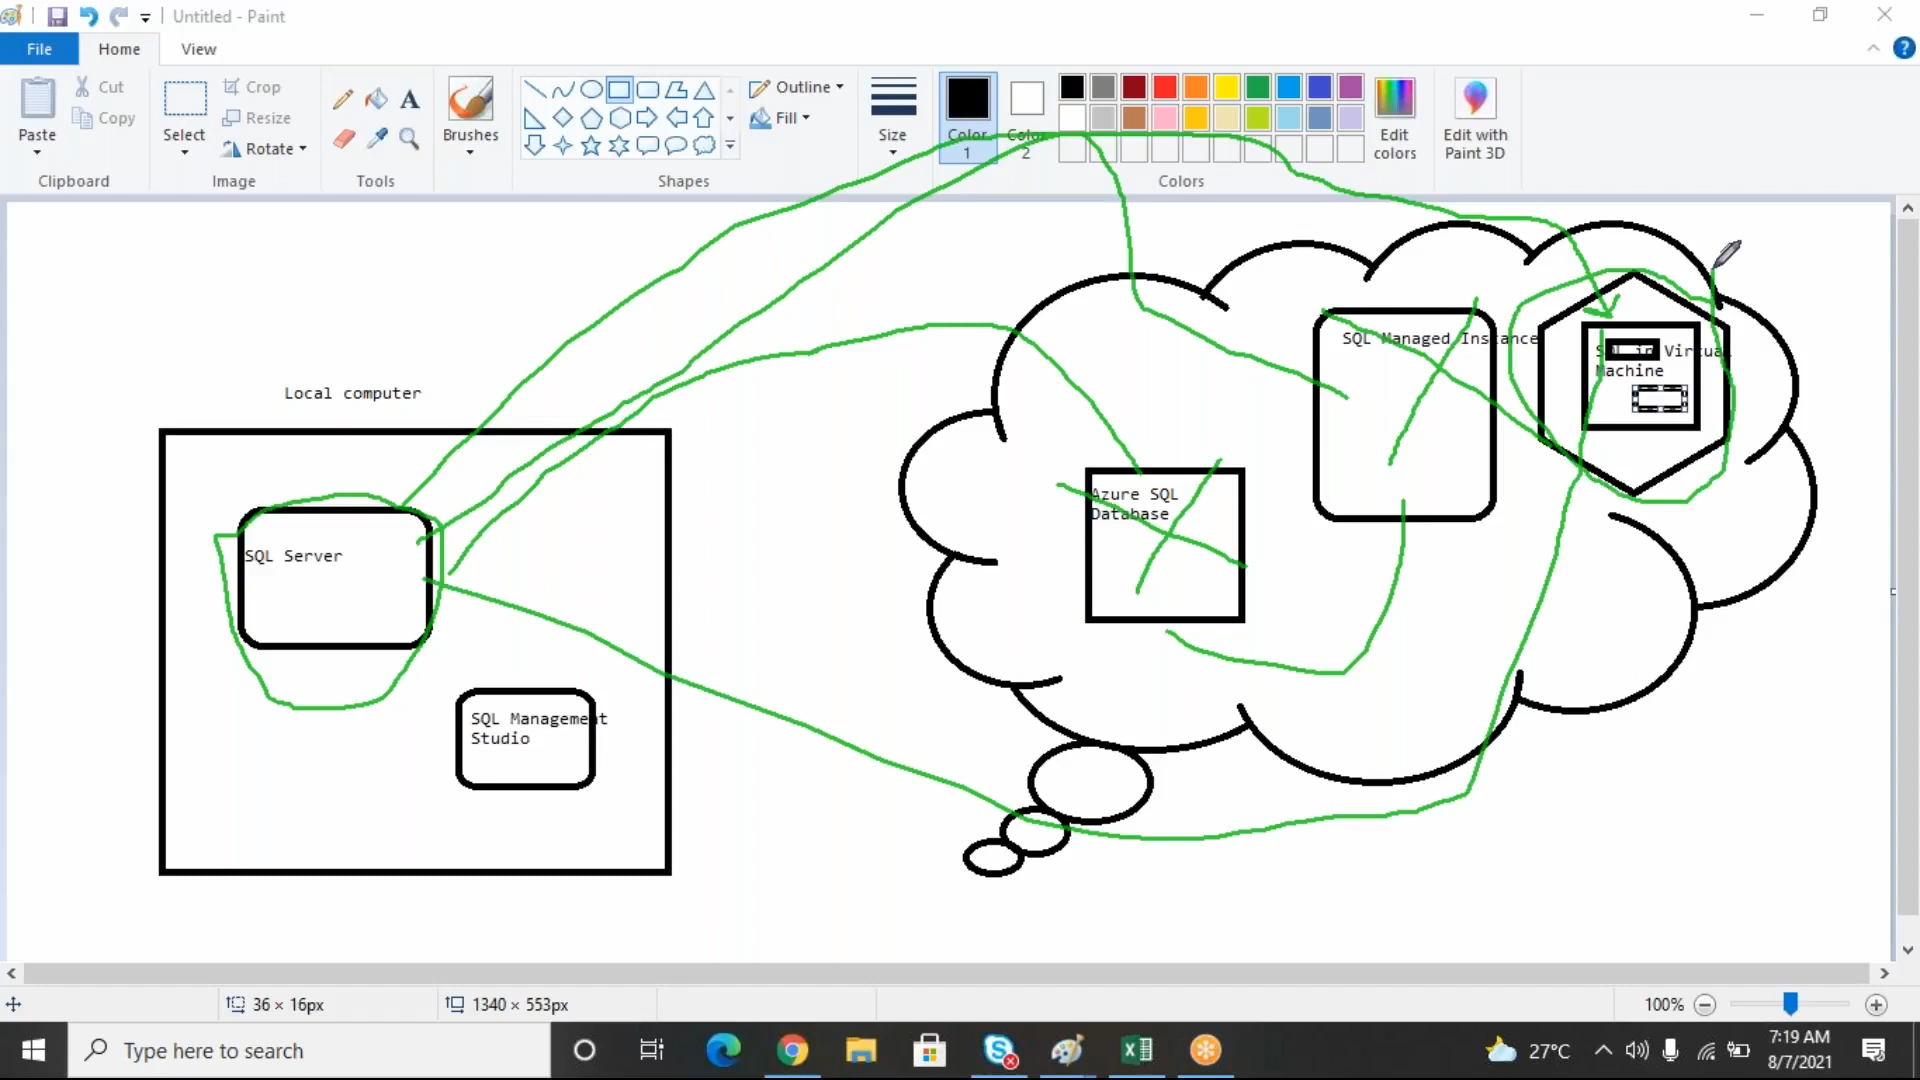 Untitled - Paint
File
Home
View
Paste
Cut
Copy
Clipboard
Select
Crop
Resize
Rotate
Image
A
Tools
Brushes
Shapes
Outline
Fill
Size
Color
1
Color
2
Edit
colors
Colors
Edit with
Paint 3D
?
Local computer
SQL Server
SQL Management
Studio
Azure SQL
Database
SQL Managed Instance
SQL in Virtual
Machine
36 × 16px
1340 × 553px
100%
Type here to search
27°C
7:19 AM
8/7/2021